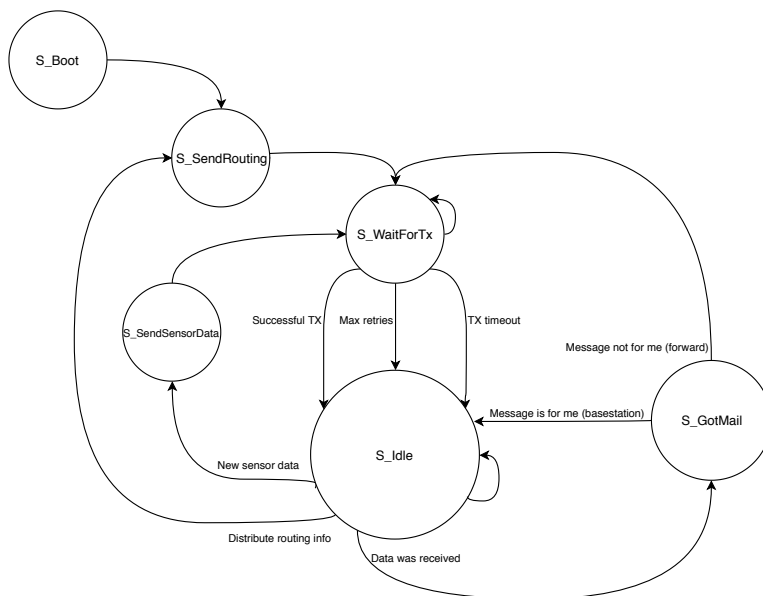 S_Boot
S_SendRouting
S_WaitForTx
S_SendSensorData
Successful TX
Max retries
TX timeout
Message not for me (forward)
Message is for me (basestation)
S_GotMail
S_Idle
New sensor data
Distribute routing info
Data was received